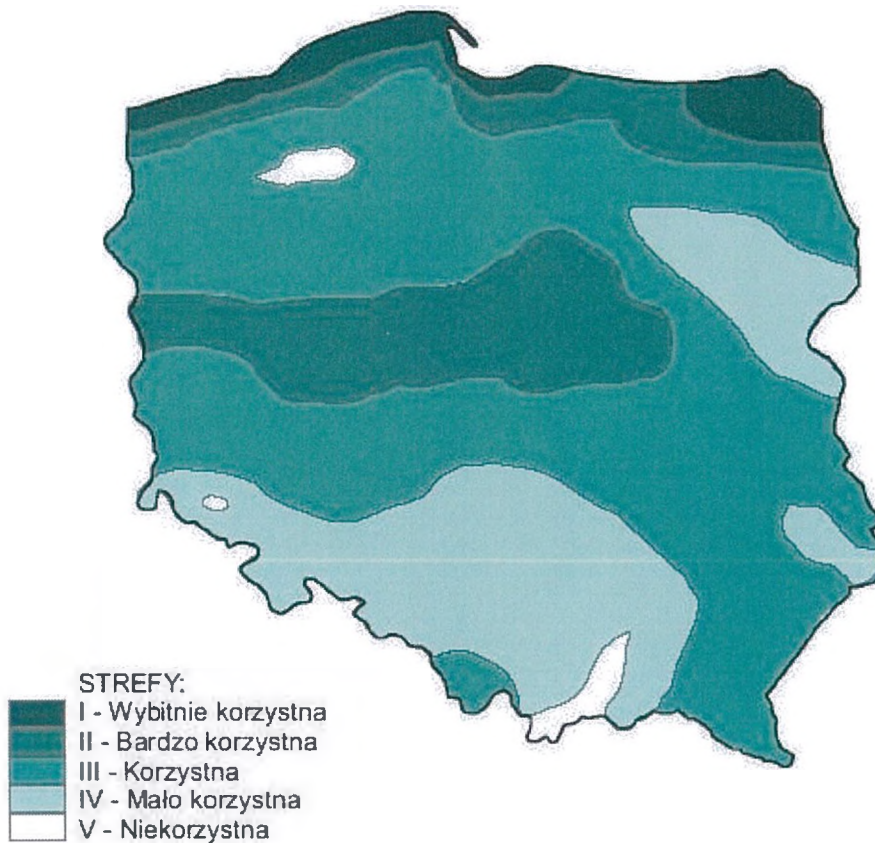 STREFY:
I - Wybitnie korzystna
II - Bardzo korzystna
III - Korzystna
IV - Mało korzystna
V - Niekorzystna